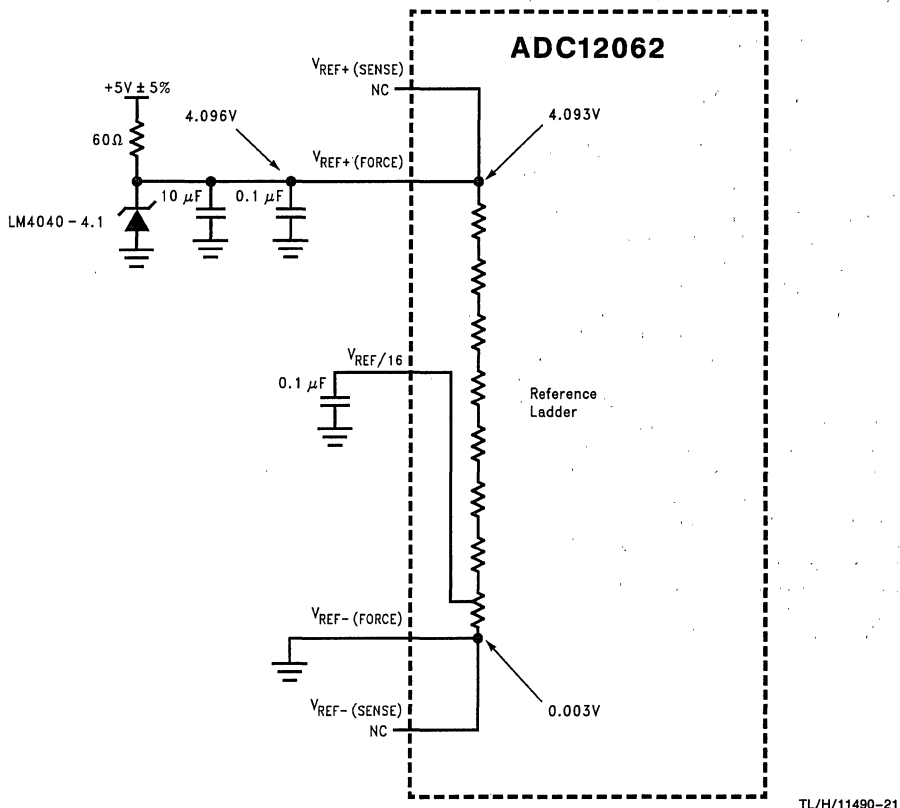 ADC12062
VREF+ (SENSE)
NC
+5V ± 5%
4.096V
4.093V
60Ω
VREF+ (FORCE)
10 μF
0.1 μF
LM4040-4.1
VREF/16
0.1 μF
Reference
Ladder
VREF- (FORCE)
VREF- (SENSE)
NC
0.003V
TL/H/11490-21